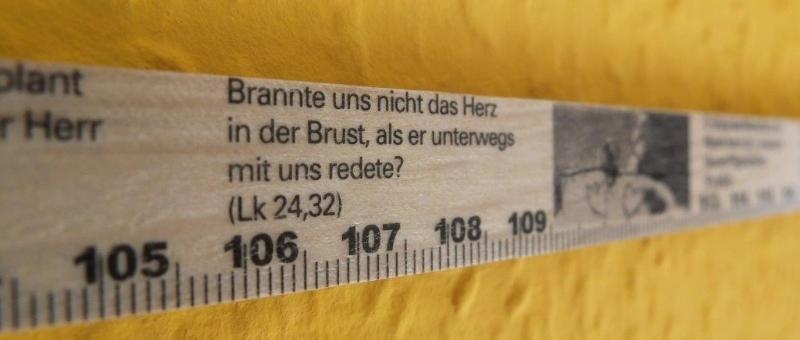 plant
r Herr
Brannte uns nicht das Herz
in der Brust, als er unterwegs
mit uns redete?
(Lk 24,32)
105 106 107 108 109